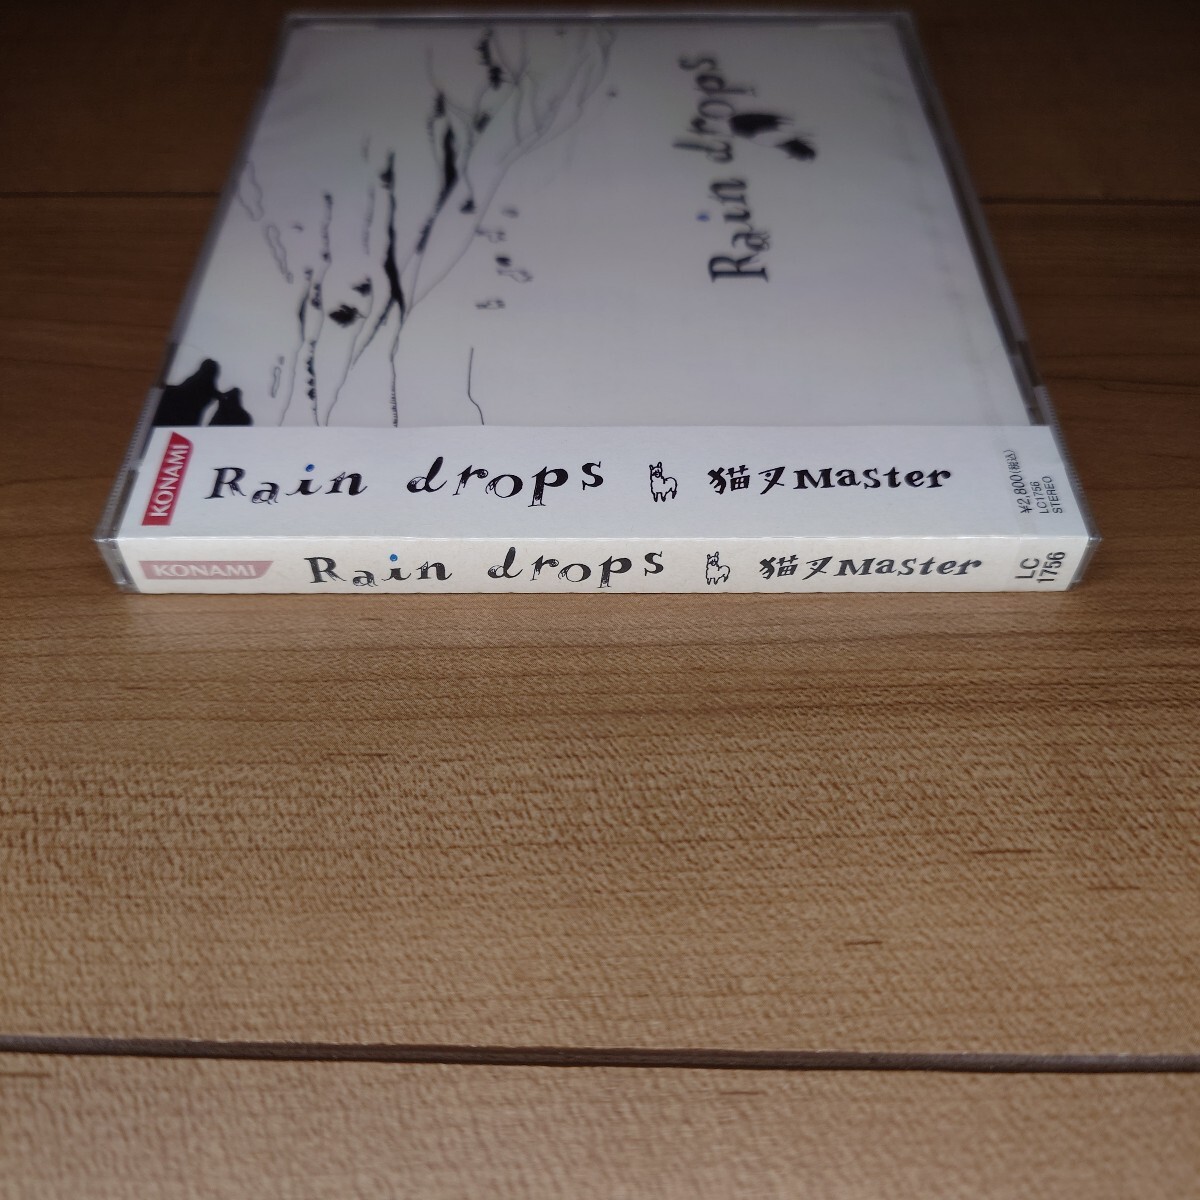 Rain drops
KONAMI
Rain drops 猫叉Master
¥2,800(税込)
LC1756
STEREO
KONAMI
Rain drops 猫叉Master
LC
1756